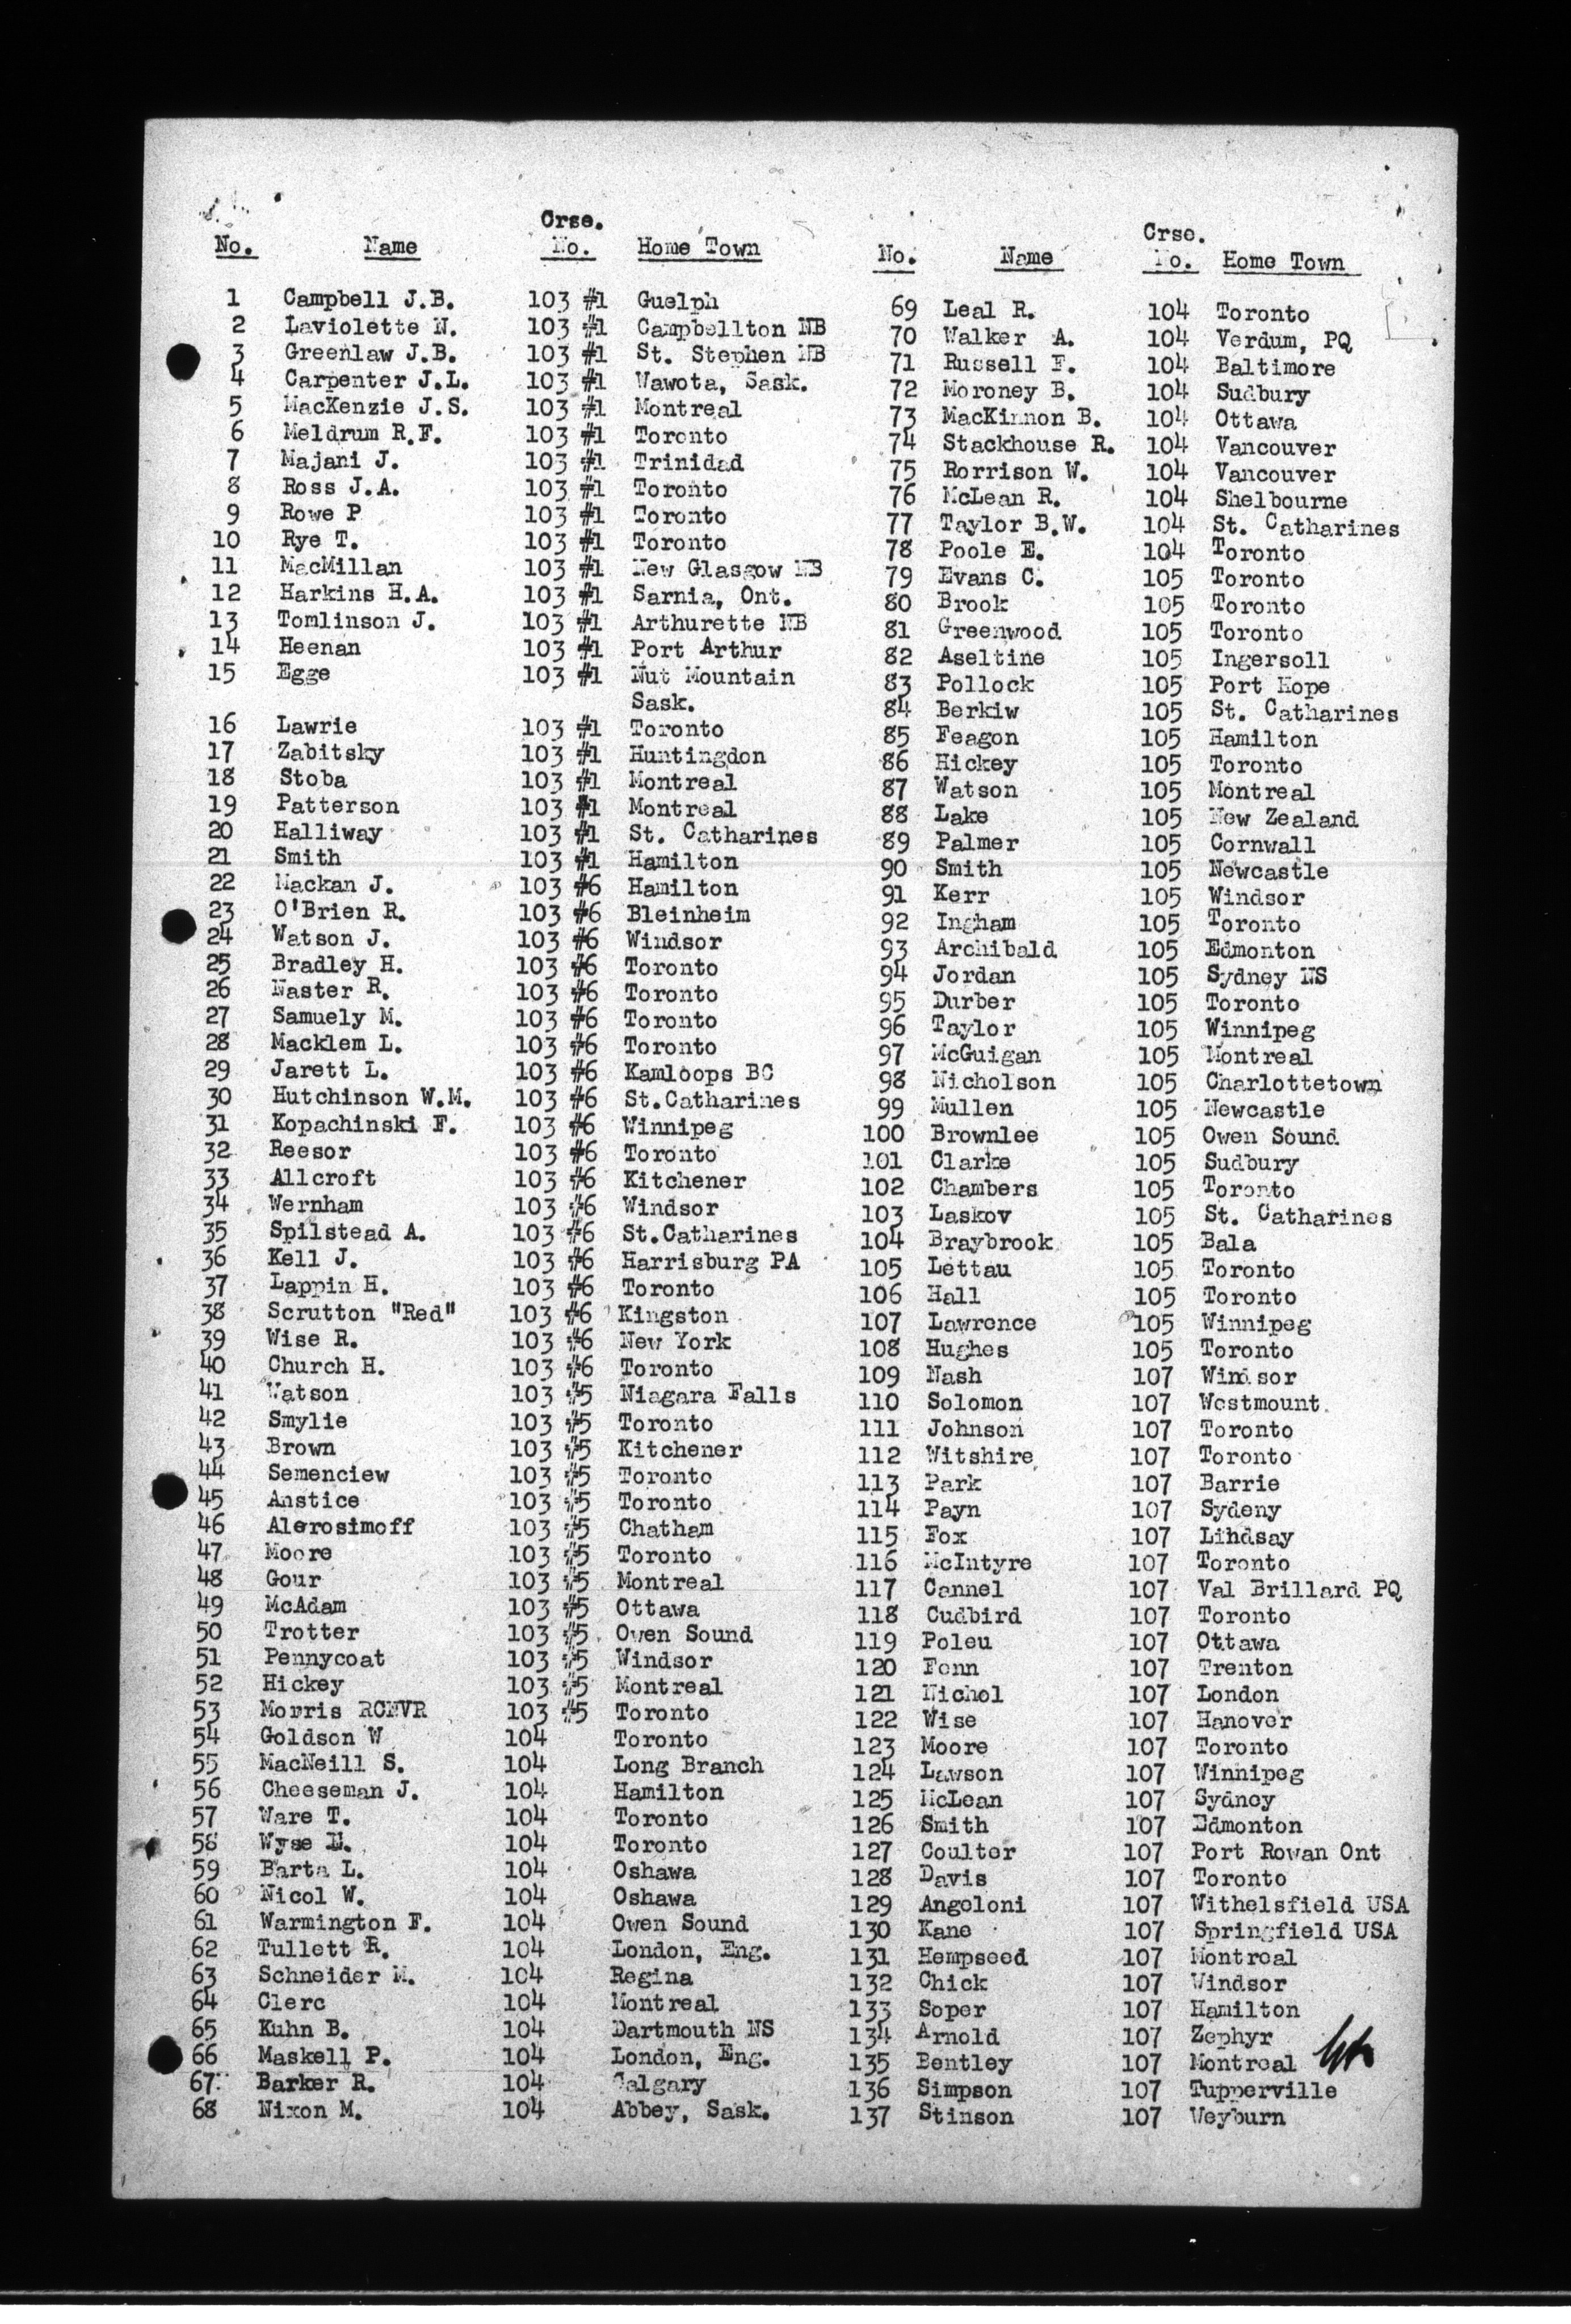 Crse.
No. Name No. Home Town
1 Campbell J.B. 103 #1 Guelph
2 Laviolette N. 103 #1 Campbellton NB
3 Greenlaw J.B. 103 #1 St. Stephen NB
4 Carpenter J.L. 103 #1 Wawota, Sask.
5 MacKenzie J.S. 103 #1 Montreal
6 Meldrum R.F. 103 #1 Toronto
7 Majani J. 103 #1 Trinidad
8 Ross J.A. 103 #1 Toronto
9 Rowe P 103 #1 Toronto
10 Rye T. 103 #1 Toronto
11 MacMillan 103 #1 New Glasgow NB
12 Harkins H.A. 103 #1 Sarnia, Ont.
13 Tomlinson J. 103 #1 Arthurette NB
14 Heenan 103 #1 Port Arthur
15 Egge 103 #1 Nut Mountain
Sask.
16 Lawrie 103 #1 Toronto
17 Zabitsky 103 #1 Huntingdon
18 Stoba 103 #1 Montreal
19 Patterson 103 #1 Montreal
20 Halliway 103 #1 St. Catharines
21 Smith 103 #1 Hamilton
22 Mackan J. 103 #6 Hamilton
23 O'Brien R. 103 #6 Bleinheim
24 Watson J. 103 #6 Windsor
25 Bradley H. 103 #6 Toronto
26 Naster R. 103 #6 Toronto
27 Samuely M. 103 #6 Toronto
28 Macklem L. 103 #6 Toronto
29 Jarett L. 103 #6 Kamloops BC
30 Hutchinson W.M. 103 #6 St.Catharines
31 Kopachinski F. 103 #6 Winnipeg
32 Reesor 103 #6 Toronto
33 Allcroft 103 #6 Kitchener
34 Wernham 103 #6 Windsor
35 Spilstead A. 103 #6 St.Catharines
36 Kell J. 103 #6 Harrisburg PA
37 Lappin H. 103 #6 Toronto
38 Scrutton "Red" 103 #6 Kingston
39 Wise R. 103 #6 New York
40 Church H. 103 #6 Toronto
41 Watson 103 #5 Niagara Falls
42 Smylie 103 #5 Toronto
43 Brown 103 #5 Kitchener
44 Semenciew 103 #5 Toronto
45 Anstice 103 #5 Toronto
46 Alerosimoff 103 #5 Chatham
47 Moore 103 #5 Toronto
48 Gour 103 #5 Montreal
49 McAdam 103 #5 Ottawa
50 Trotter 103 #5 Owen Sound
51 Pennycoat 103 #5 Windsor
52 Hickey 103 #5 Montreal
53 Morris RCNVR 103 #5 Toronto
54 Goldson W 104 Toronto
55 MacNeill S. 104 Long Branch
56 Cheeseman J. 104 Hamilton
57 Ware T. 104 Toronto
58 Wyse 104 Toronto
59 Barta L. 104 Oshawa
60 Nicol W. 104 Oshawa
61 Warmington F. 104 Owen Sound
62 Tullett R. 104 London, Eng.
63 Schneider M. 104 Regina
64 Clerc 104 Montreal
65 Kuhn B. 104 Dartmouth NS
66 Maskell P. 104 London, Eng.
67 Barker R. 104 Calgary
68 Nixon M. 104 Abbey, Sask.
Crse.
No. Name No. Home Town
69 Leal R. 104 Toronto
70 Walker A. 104 Verdum, PQ
71 Russell F. 104 Baltimore
72 Moroney B. 104 Sudbury
73 MacKinnon B. 104 Ottawa
74 Stackhouse R. 104 Vancouver
75 Rorrison W. 104 Vancouver
76 McLean R. 104 Shelbourne
77 Taylor B.W. 104 St. Catharines
78 Poole E. 104 Toronto
79 Evans C. 105 Toronto
80 Brook 105 Toronto
81 Greenwood 105 Toronto
82 Aseltine 105 Ingersoll
83 Pollock 105 Port Hope
84 Berkiw 105 St. Catharines
85 Feagon 105 Hamilton
86 Hickey 105 Toronto
87 Watson 105 Montreal
88 Lake 105 New Zealand
89 Palmer 105 Cornwall
90 Smith 105 Newcastle
91 Kerr 105 Windsor
92 Ingham 105 Toronto
93 Archibald 105 Edmonton
94 Jordan 105 Sydney NS
95 Durber 105 Toronto
96 Taylor 105 Winnipeg
97 McGuigan 105 Montreal
98 Nicholson 105 Charlottetown
99 Mullen 105 Newcastle
100 Brownlee 105 Owen Sound
101 Clarke 105 Sudbury
102 Chambers 105 Toronto
103 Laskov 105 St. Catharines
104 Braybrook 105 Bala
105 Lettau 105 Toronto
106 Hall 105 Toronto
107 Lawrence 105 Winnipeg
108 Hughes 105 Toronto
109 Nash 107 Windsor
110 Solomon 107 Westmount
111 Johnson 107 Toronto
112 Witshire 107 Toronto
113 Park 107 Barrie
114 Payn 107 Sydeny
115 Fox 107 Lindsay
116 McIntyre 107 Toronto
117 Cannel 107 Val Brillard PQ
118 Cudbird 107 Toronto
119 Poleu 107 Ottawa
120 Fenn 107 Trenton
121 Nichol 107 London
122 Wise 107 Hanover
123 Moore 107 Toronto
124 Lawson 107 Winnipeg
125 McLean 107 Sydney
126 Smith 107 Edmonton
127 Coulter 107 Port Rowan Ont
128 Davis 107 Toronto
129 Angeloni 107 Withelsfield USA
130 Kane 107 Springfield USA
131 Hempseed 107 Montreal
132 Chick 107 Windsor
133 Soper 107 Hamilton
134 Arnold 107 Zephyr
135 Bentley 107 Montreal
136 Simpson 107 Tupperville
137 Stinson 107 Weyburn